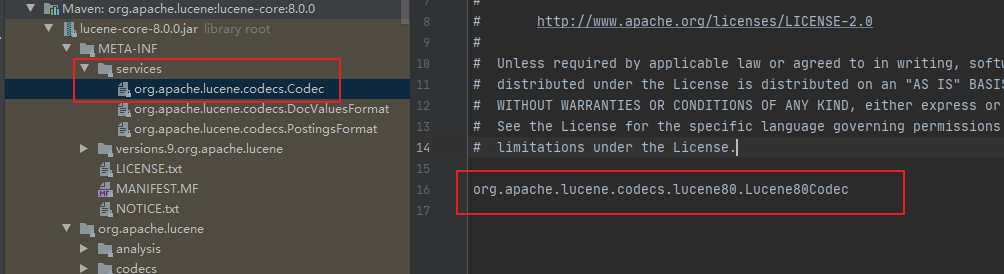 Maven: org.apache.lucene:lucene-core:8.0.0
lucene-core-8.0.0.jar library root
META-INF
services
org.apache.lucene.codecs.Codec
org.apache.lucene.codecs.DocValuesFormat
org.apache.lucene.codecs.PostingsFormat
versions.9.org.apache.lucene
LICENSE.txt
MANIFEST.MF
NOTICE.txt
org.apache.lucene
analysis
codecs
7 #
8 # http://www.apache.org/licenses/LICENSE-2.0
9 #
10 # Unless required by applicable law or agreed to in writing, softw
11 # distributed under the License is distributed on an "AS IS" BASIS
12 # WITHOUT WARRANTIES OR CONDITIONS OF ANY KIND, either express or
13 # See the License for the specific language governing permissions
14 # limitations under the License.
15
16 org.apache.lucene.codecs.lucene80.Lucene80Codec
17